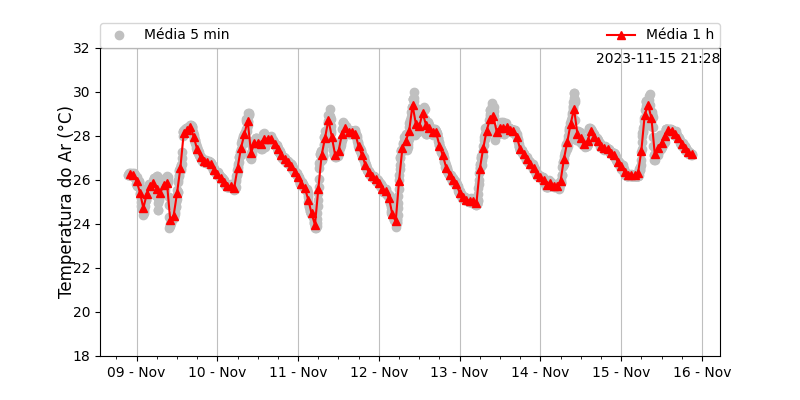 Média 5 min
Média 1 h
2023-11-15 21:28
Temperatura do Ar (°C)
32
30
28
26
24
22
20
18
09 - Nov
10 - Nov
11 - Nov
12 - Nov
13 - Nov
14 - Nov
15 - Nov
16 - Nov